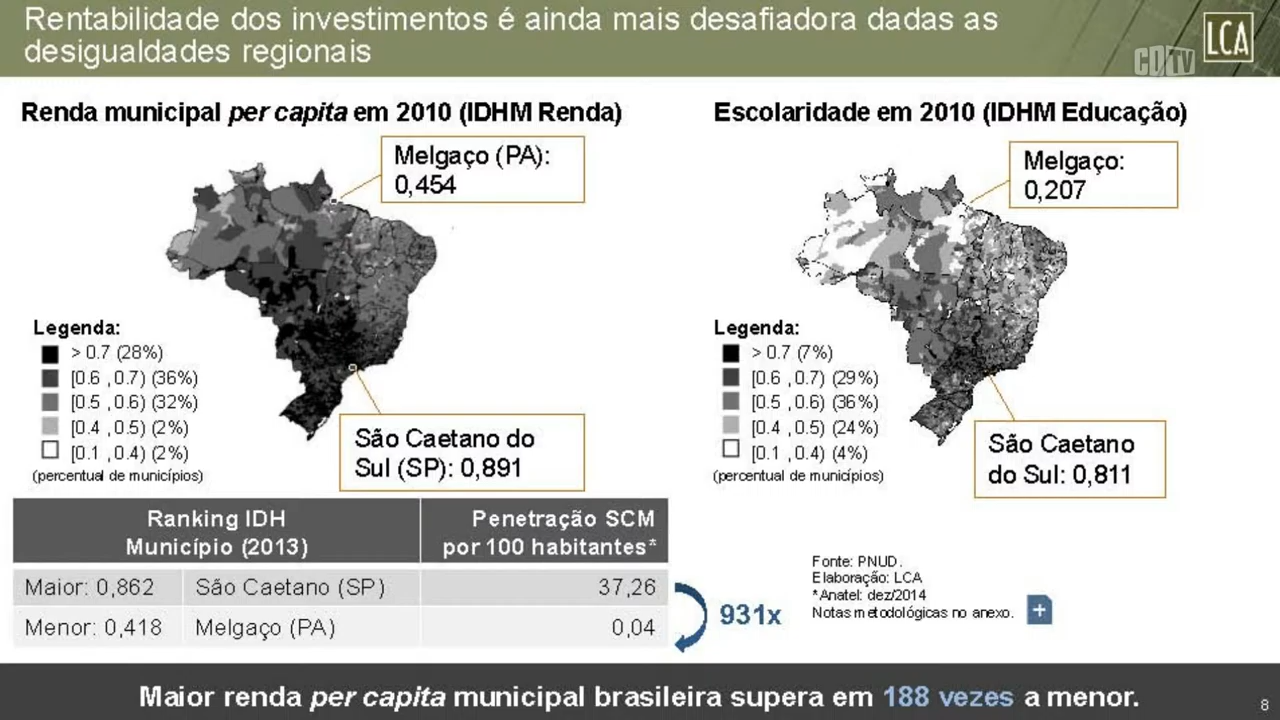 Rentabilidade dos investimentos é ainda mais desafiadora dadas as
desigualdades regionais
CDTV
LCA
Renda municipal per capita em 2010 (IDHM Renda)
Melgaço (PA):
0,454
Legenda:
> 0.7 (28%)
[0.6 ,0.7) (36%)
[0.5 ,0.6) (32%)
[0.4 ,0.5) (2%)
[0.1 ,0.4) (2%)
(percentual de municípios)
São Caetano do
Sul (SP): 0,891
Escolaridade em 2010 (IDHM Educação)
Melgaço:
0,207
Legenda:
> 0.7 (7%)
[0.6 ,0.7) (29%)
[0.5 ,0.6) (36%)
[0.4 ,0.5) (24%)
[0.1 ,0.4) (4%)
(percentual de municípios)
São Caetano
do Sul: 0,811
Ranking IDH
Município (2013)
Penetração SCM
por 100 habitantes*
Maior: 0,862 São Caetano (SP) 37,26
Menor: 0,418 Melgaço (PA) 0,04
931x
Fonte: PNUD.
Elaboração: LCA
*Anatel: dez/2014
Notas metodológicas no anexo.
+
Maior renda per capita municipal brasileira supera em 188 vezes a menor.
8